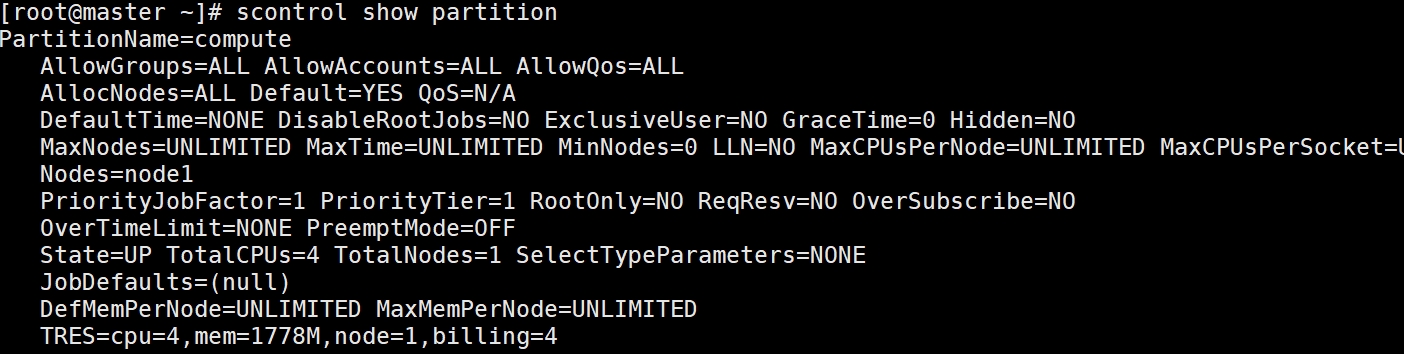 [root@master ~]# scontrol show partition
PartitionName=compute
AllowGroups=ALL AllowAccounts=ALL AllowQos=ALL
AllocNodes=ALL Default=YES QoS=N/A
DefaultTime=NONE DisableRootJobs=NO ExclusiveUser=NO GraceTime=0 Hidden=NO
MaxNodes=UNLIMITED MaxTime=UNLIMITED MinNodes=0 LLN=NO MaxCPUsPerNode=UNLIMITED MaxCPUsPerSocket=
Nodes=node1
PriorityJobFactor=1 PriorityTier=1 RootOnly=NO ReqResv=NO OverSubscribe=NO
OverTimeLimit=NONE PreemptMode=OFF
State=UP TotalCPUs=4 TotalNodes=1 SelectTypeParameters=NONE
JobDefaults=(null)
DefMemPerNode=UNLIMITED MaxMemPerNode=UNLIMITED
TRES=cpu=4,mem=1778M,node=1,billing=4